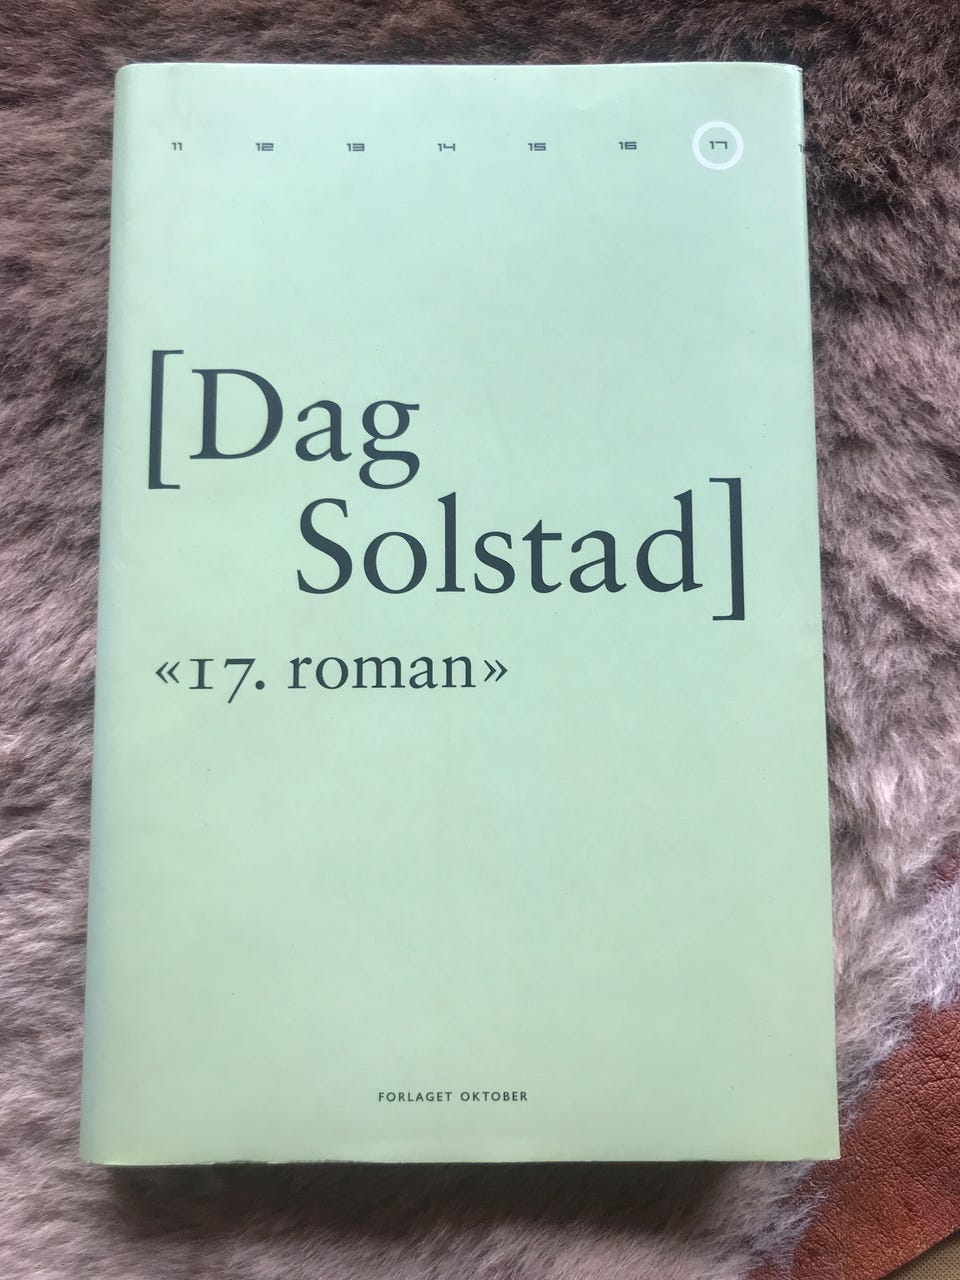 11 12 13 14 15 16 17
[Dag
Solstad]
«17. roman»
FORLAGET OKTOBER